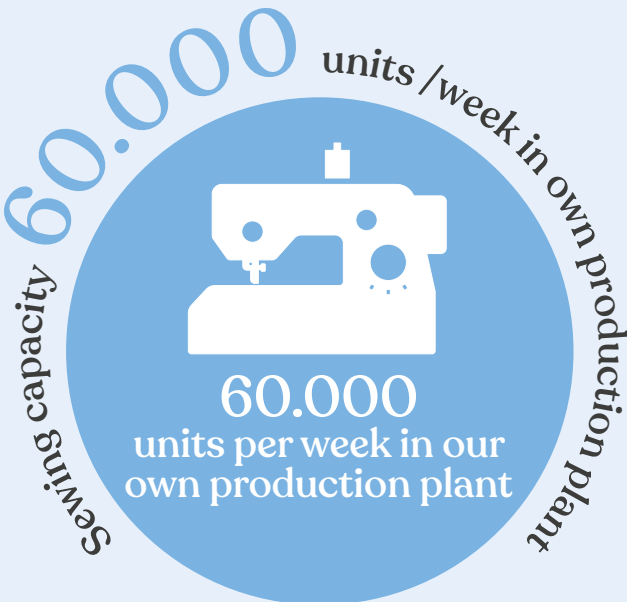 Sewing capacity 60.000 units /week in own production plant
60.000
units per week in our
own production plant